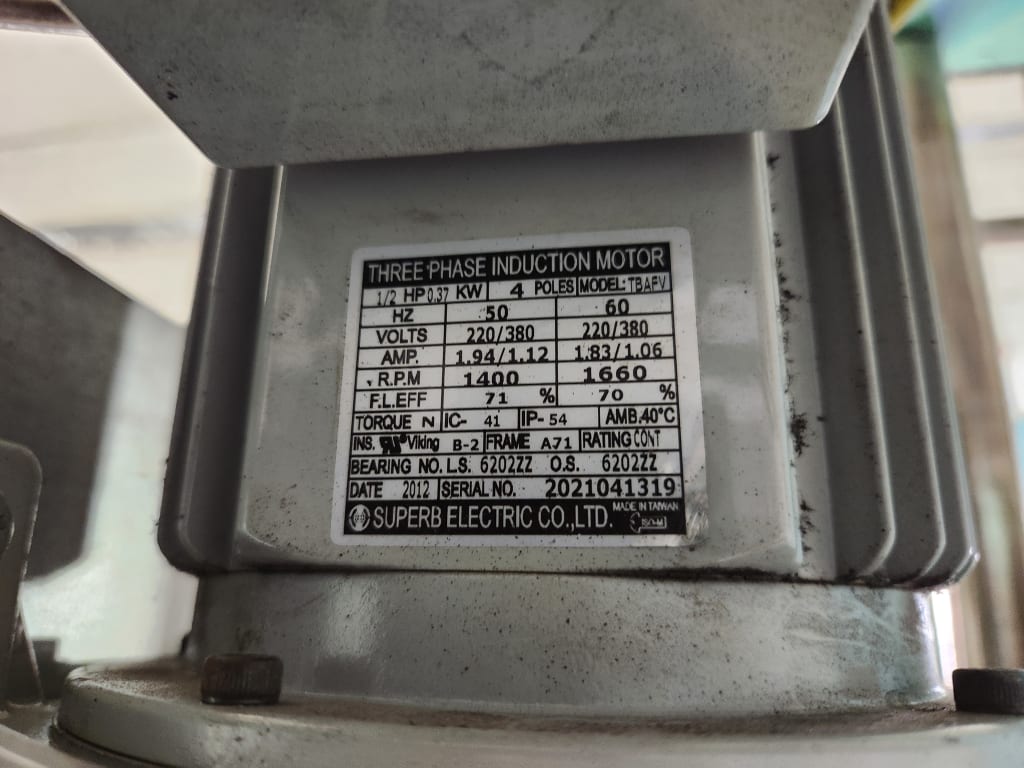 THREE PHASE INDUCTION MOTOR
1/2 HP 0.37 KW 4 POLES MODEL: TBAFV
HZ 50 60
VOLTS 220/380 220/380
AMP. 1.94/1.12 1.83/1.06
R.P.M 1400 1660
F.L.EFF 71 % 70 %
TORQUE N IC- 41 IP- 54 AMB.40°C
INS. Viking B-2 FRAME A71 RATING CONT
BEARING NO. L.S. 6202ZZ O.S. 6202ZZ
DATE 2012 SERIAL NO. 2021041319
SUPERB ELECTRIC CO.,LTD. MADE IN TAIWAN